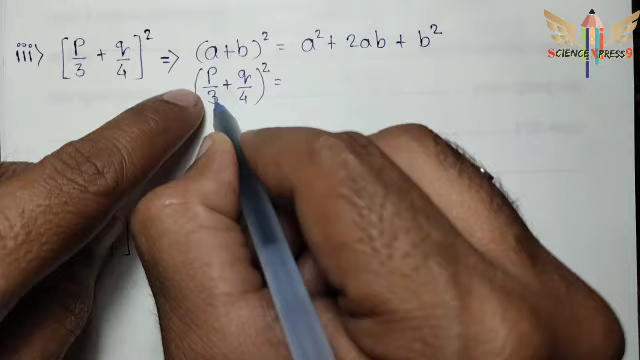 iii) [p/3 + q/4]² => (a+b)² = a² + 2ab + b²
(p/3 + q/4)² =
SCIENCE XPRESS9